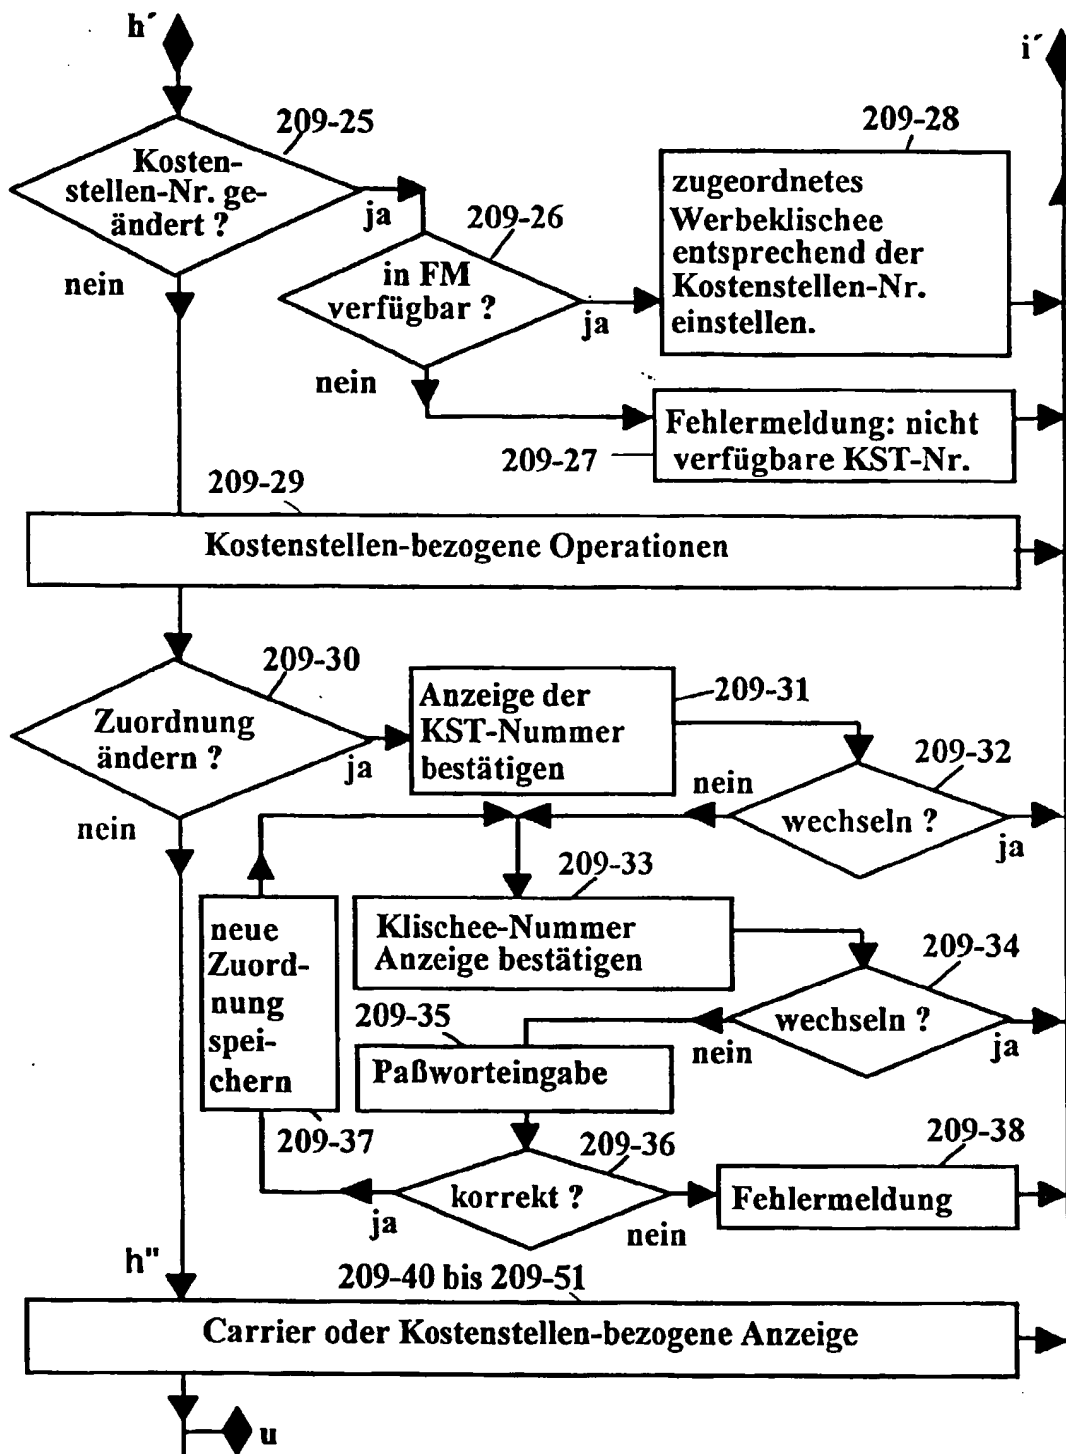 h´
i´
209-25
Kosten-
stellen-Nr. ge-
ändert ?
ja
nein
209-26
in FM
verfügbar ?
ja
nein
209-28
zugeordnetes
Werbeklischee
entsprechend der
Kostenstellen-Nr.
einstellen.
Fehlermeldung: nicht
verfügbare KST-Nr.
209-27
209-29
Kostenstellen-bezogene Operationen
209-30
Zuordnung
ändern ?
ja
nein
Anzeige der
KST-Nummer
bestätigen
209-31
209-32
wechseln ?
nein
ja
209-33
Klischee-Nummer
Anzeige bestätigen
209-34
wechseln ?
nein
ja
neue
Zuord-
nung
spei-
chern
209-37
209-35
Paßworteingabe
209-36
korrekt ?
ja
nein
209-38
Fehlermeldung
h"
209-40 bis 209-51
Carrier oder Kostenstellen-bezogene Anzeige
u